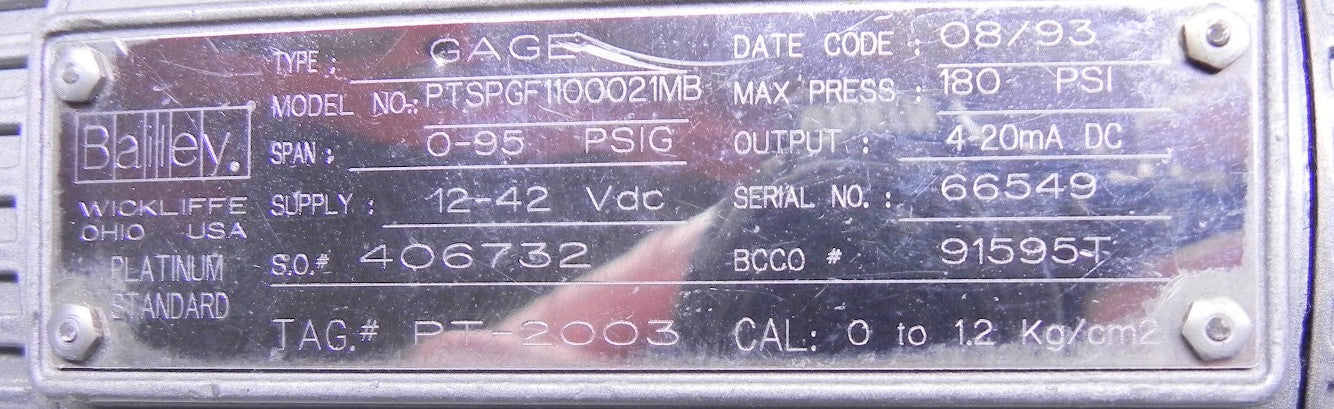 Bailey.
WICKLIFFE
OHIO USA
PLATINUM
STANDARD
TYPE: GAGE
MODEL NO.: PTSPGF1100021MB
SPAN: 0-95 PSIG
SUPPLY: 12-42 Vdc
S.O.# 406732
TAG.# PT-2003
DATE CODE: 08/93
MAX PRESS: 180 PSI
OUTPUT: 4-20mA DC
SERIAL NO.: 66549
BCCO # 91595T
CAL: 0 to 1.2 Kg/cm2